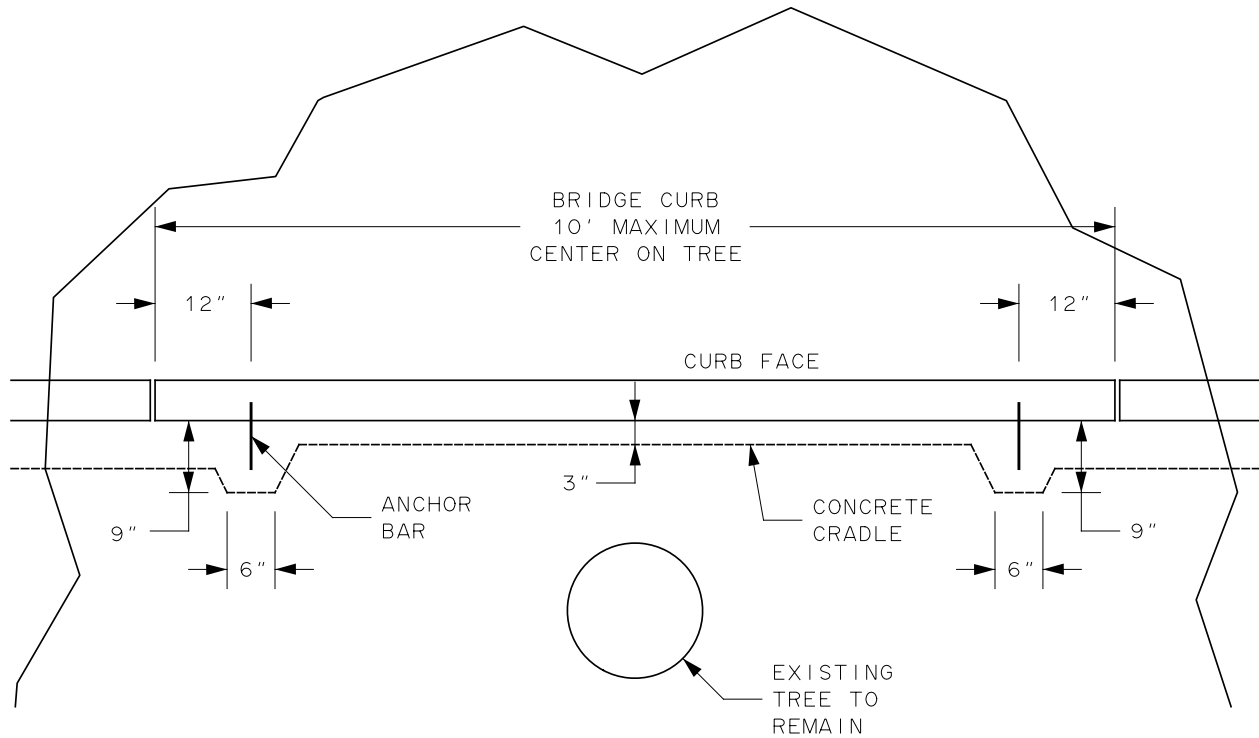 BRIDGE CURB
10' MAXIMUM
CENTER ON TREE
12"
12"
CURB FACE
3"
ANCHOR
BAR
CONCRETE
CRADLE
9"
9"
6"
6"
EXISTING
TREE TO
REMAIN